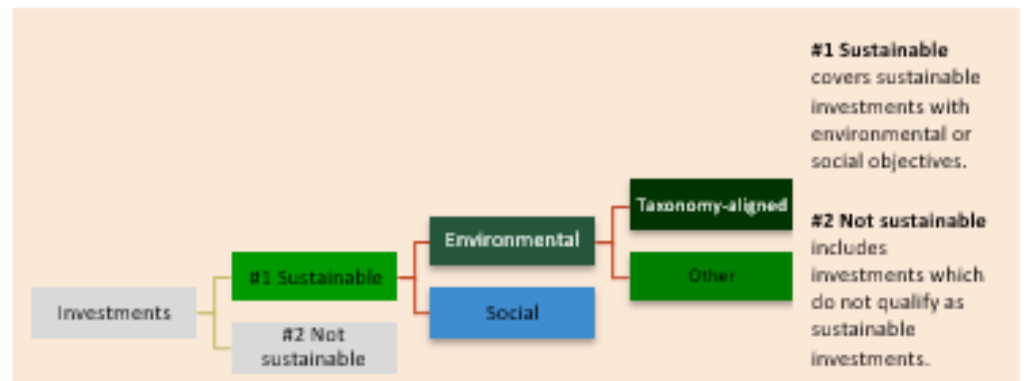 Investments
#1 Sustainable
#2 Not
sustainable
Environmental
Social
Taxonomy-aligned
Other
#1 Sustainable
covers sustainable
investments with
environmental or
social objectives.
#2 Not sustainable
includes
investments which
do not qualify as
sustainable
investments.